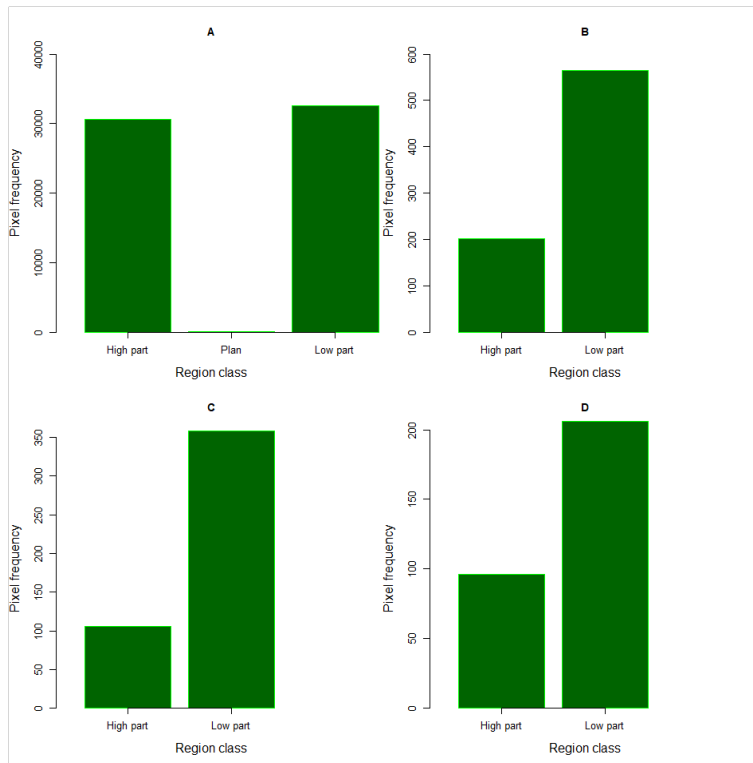 A
Pixel frequency
40000
30000
20000
10000
0
High part Plan Low part
Region class
B
Pixel frequency
600
500
400
300
200
100
0
High part Low part
Region class
C
Pixel frequency
350
300
250
200
150
100
50
0
High part Low part
Region class
D
Pixel frequency
200
150
100
50
0
High part Low part
Region class